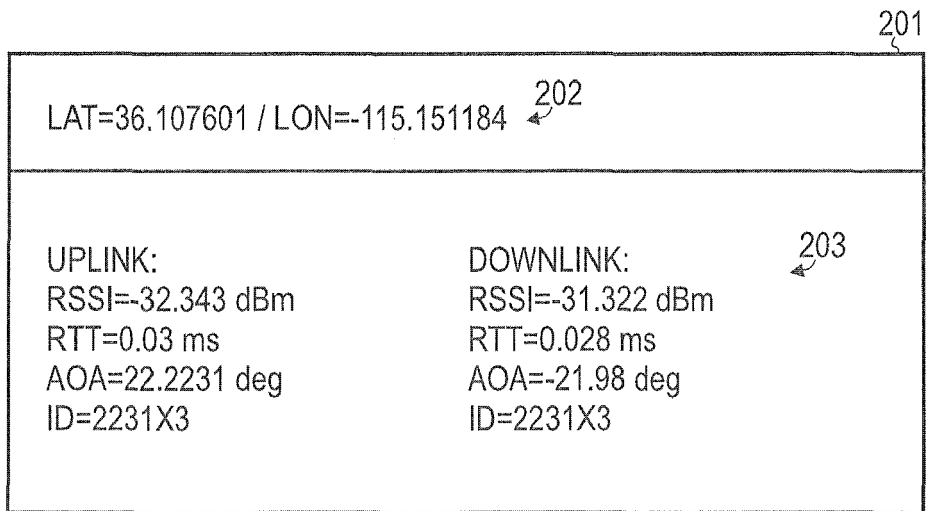 201
LAT=36.107601 / LON=-115.151184 202
203
UPLINK: DOWNLINK:
RSSI=-32.343 dBm RSSI=-31.322 dBm
RTT=0.03 ms RTT=0.028 ms
AOA=22.2231 deg AOA=-21.98 deg
ID=2231X3 ID=2231X3